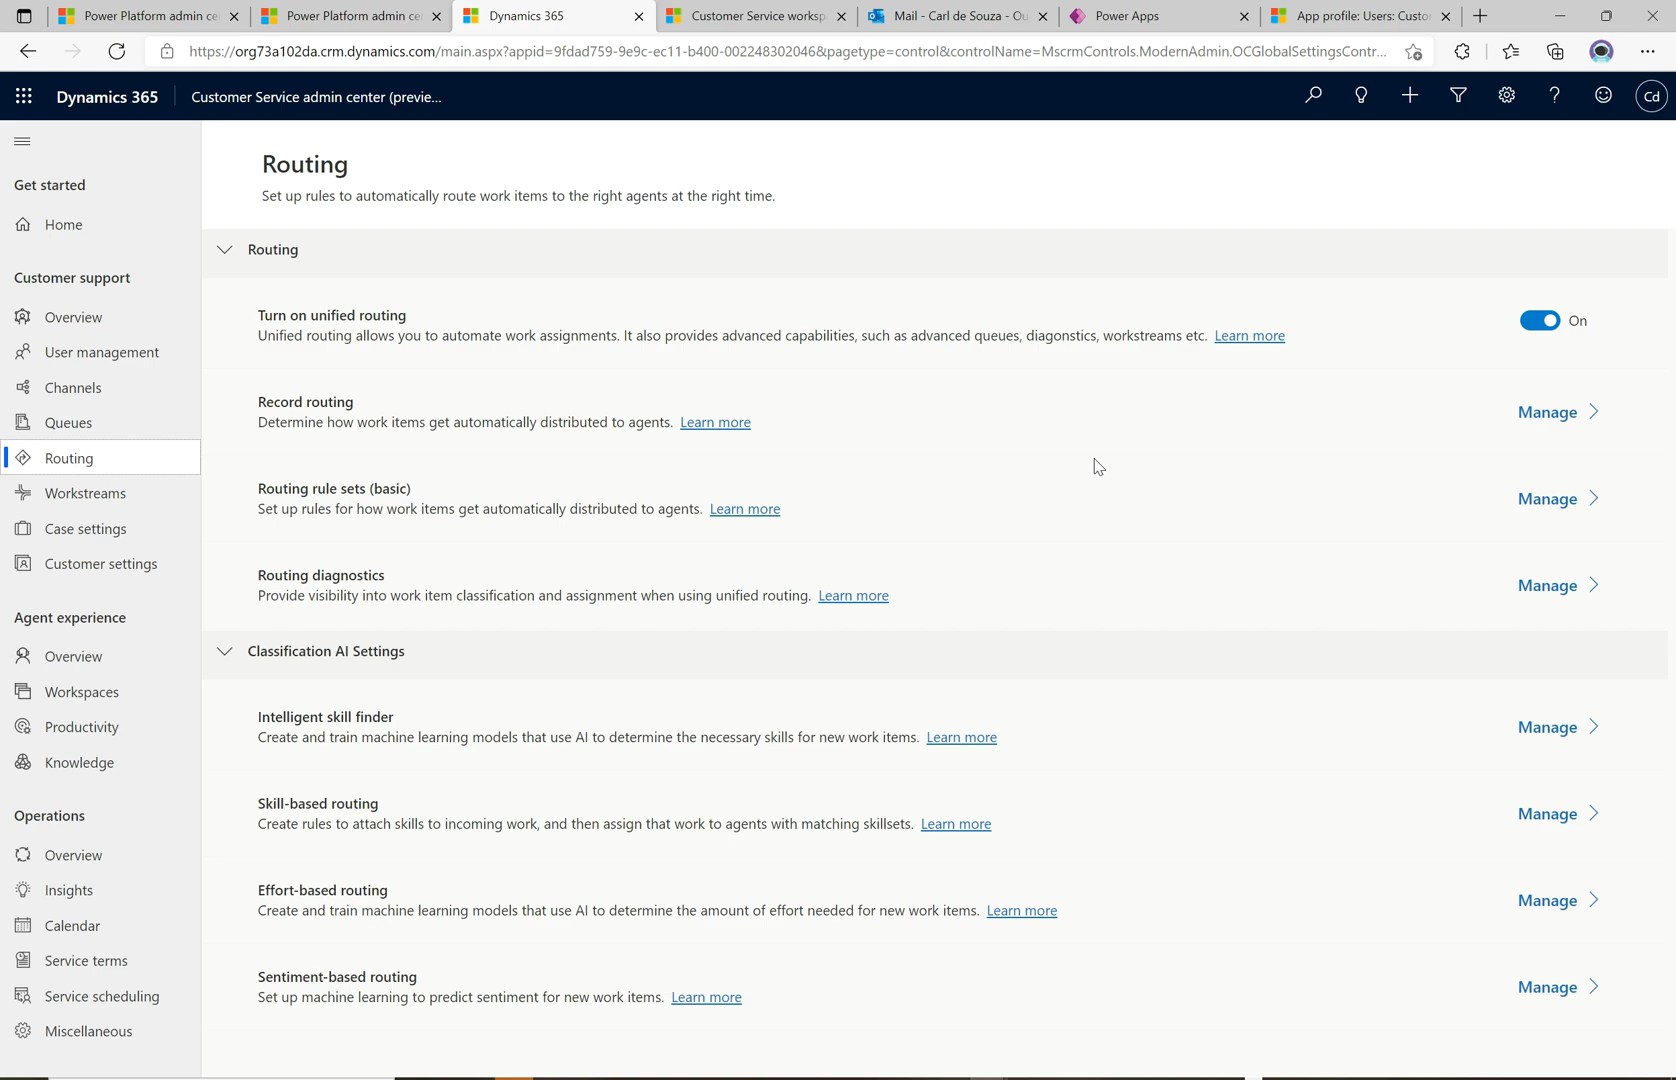 Power Platform admin ce
Power Platform admin ce
Dynamics 365
Customer Service worksp
Mail - Carl de Souza - Ou
Power Apps
App profile: Users: Custo
https://org73a102da.crm.dynamics.com/main.aspx?appid=9fdad759-9e9c-ec11-b400-002248302046&pagetype=control&controlName=MscrmControls.ModernAdmin.OCGlobalSettingsContr...
Dynamics 365
Customer Service admin center (previe...
Cd
Get started
Home
Customer support
Overview
User management
Channels
Queues
Routing
Workstreams
Case settings
Customer settings
Agent experience
Overview
Workspaces
Productivity
Knowledge
Operations
Overview
Insights
Calendar
Service terms
Service scheduling
Miscellaneous
Routing
Set up rules to automatically route work items to the right agents at the right time.
Routing
Turn on unified routing
Unified routing allows you to automate work assignments. It also provides advanced capabilities, such as advanced queues, diagonstics, workstreams etc. Learn more
On
Record routing
Determine how work items get automatically distributed to agents. Learn more
Manage
Routing rule sets (basic)
Set up rules for how work items get automatically distributed to agents. Learn more
Manage
Routing diagnostics
Provide visibility into work item classification and assignment when using unified routing. Learn more
Manage
Classification AI Settings
Intelligent skill finder
Create and train machine learning models that use AI to determine the necessary skills for new work items. Learn more
Manage
Skill-based routing
Create rules to attach skills to incoming work, and then assign that work to agents with matching skillsets. Learn more
Manage
Effort-based routing
Create and train machine learning models that use AI to determine the amount of effort needed for new work items. Learn more
Manage
Sentiment-based routing
Set up machine learning to predict sentiment for new work items. Learn more
Manage